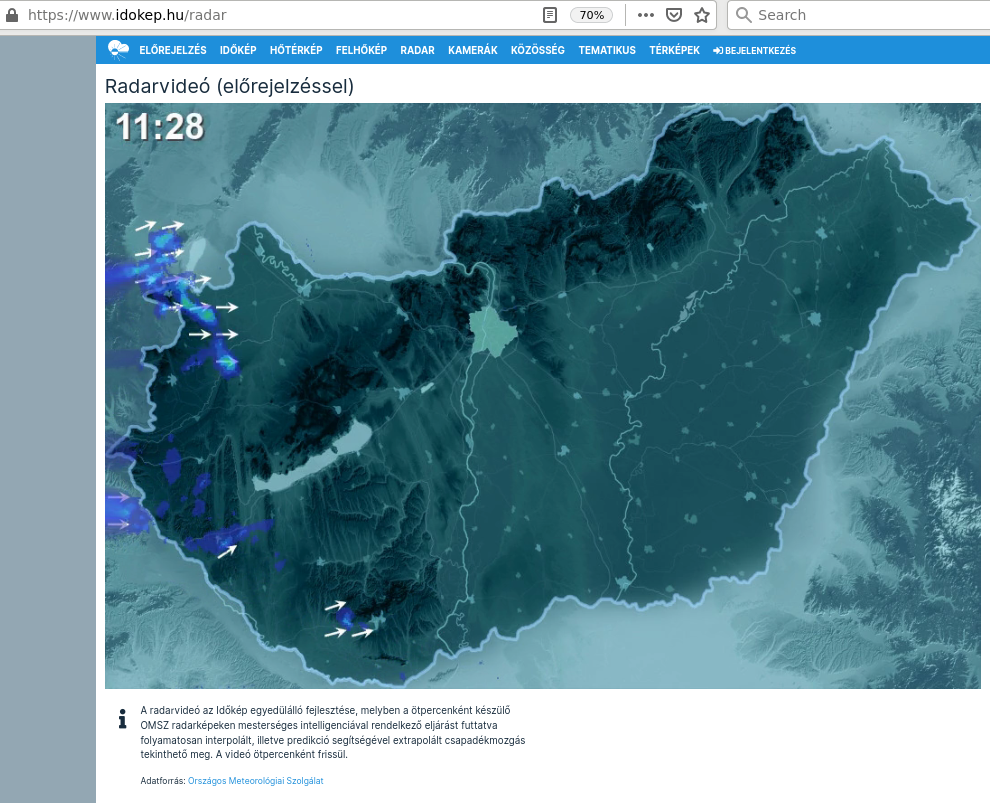 https://www.idokep.hu/radar
70%
Search
ELŐREJELZÉS IDŐKÉP HŐTÉRKÉP FELHŐKÉP RADAR KAMERÁK KÖZÖSSÉG TEMATIKUS TÉRKÉPEK BEJELENTKEZÉS
Radarvideó (előrejelzéssel)
11:28
A radarvideó az Időkép egyedülálló fejlesztése, melyben a ötpercenként készülő
OMSZ radarképeken mesterséges intelligenciával rendelkező eljárást futtatva
folyamatosan interpolált, illetve predikció segítségével extrapolált csapadékmozgás
tekinthető meg. A videó ötpercenként frissül.
Adatforrás: Országos Meteorológiai Szolgálat